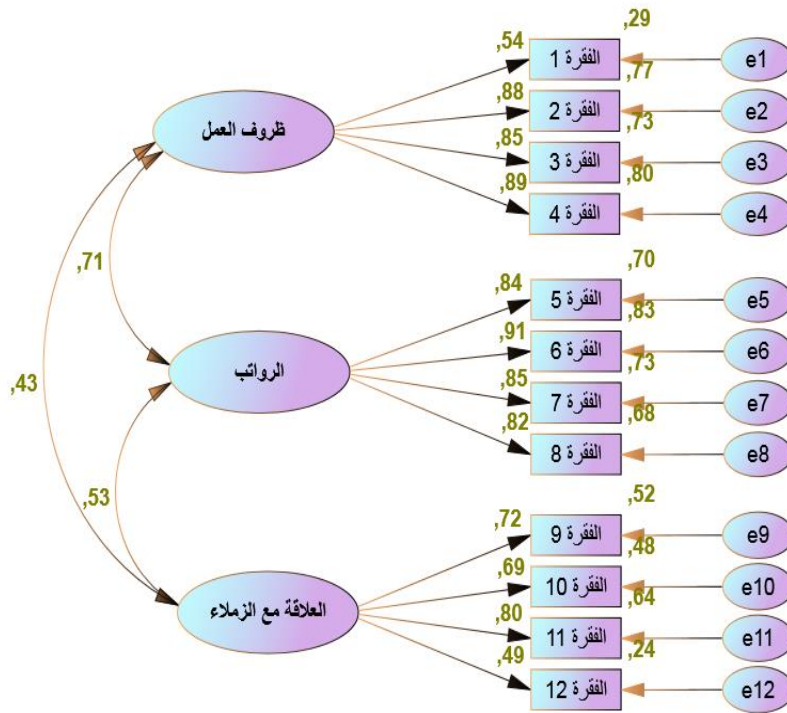 ,29
,54
الفقرة 1
e1
,77
,88
الفقرة 2
e2
,73
,85
الفقرة 3
e3
,80
,89
الفقرة 4
e4
ظروف العمل
,71
,43
,70
,84
الفقرة 5
e5
,83
,91
الفقرة 6
e6
,73
,85
الفقرة 7
e7
,68
,82
الفقرة 8
e8
الرواتب
,53
,52
,72
الفقرة 9
e9
,48
,69
الفقرة 10
e10
,64
,80
الفقرة 11
e11
,24
,49
الفقرة 12
e12
العلاقة مع الزملاء